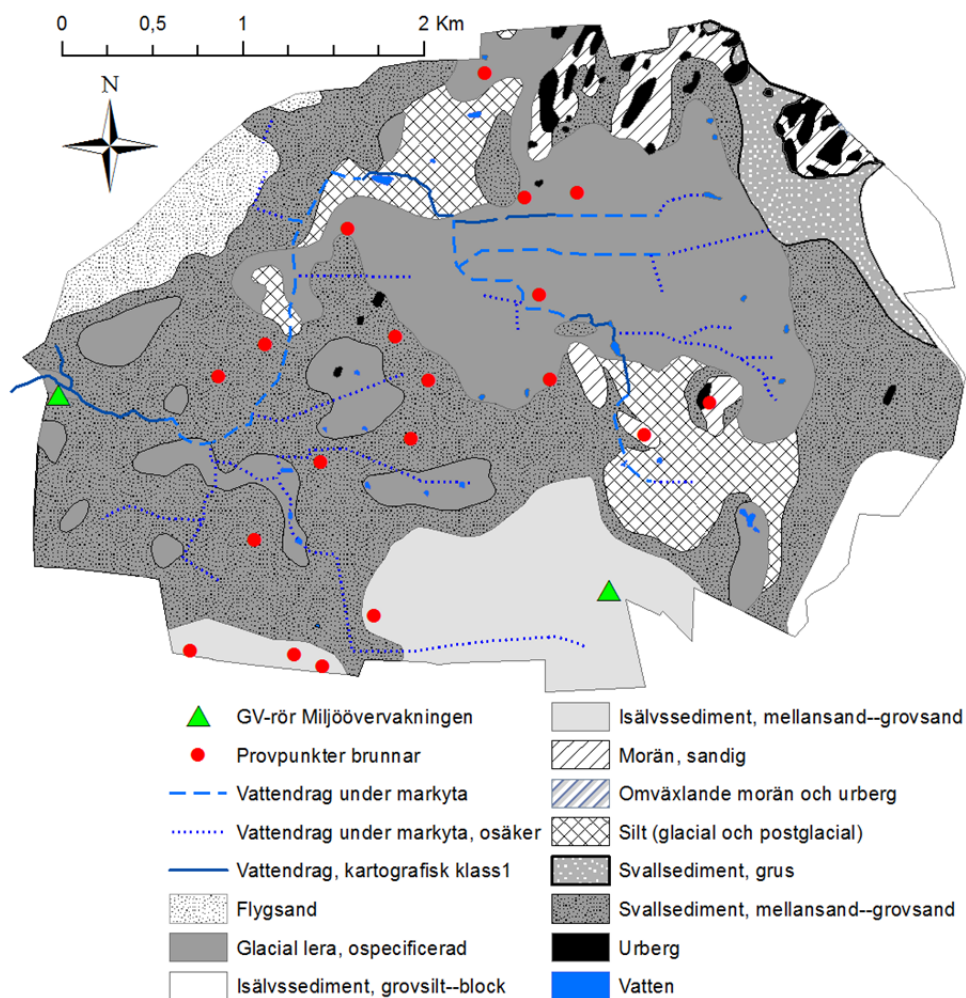 0 0,5 1 2 Km
N
GV-rör Miljöövervakningen
Provpunkter brunnar
Vattendrag under markyta
Vattendrag under markyta, osäker
Vattendrag, kartografisk klass1
Flygsand
Glacial lera, ospecificerad
Isälvssediment, grovsilt--block
Isälvssediment, mellansand--grovsand
Morän, sandig
Omväxlande morän och urberg
Silt (glacial och postglacial)
Svallsediment, grus
Svallsediment, mellansand--grovsand
Urberg
Vatten